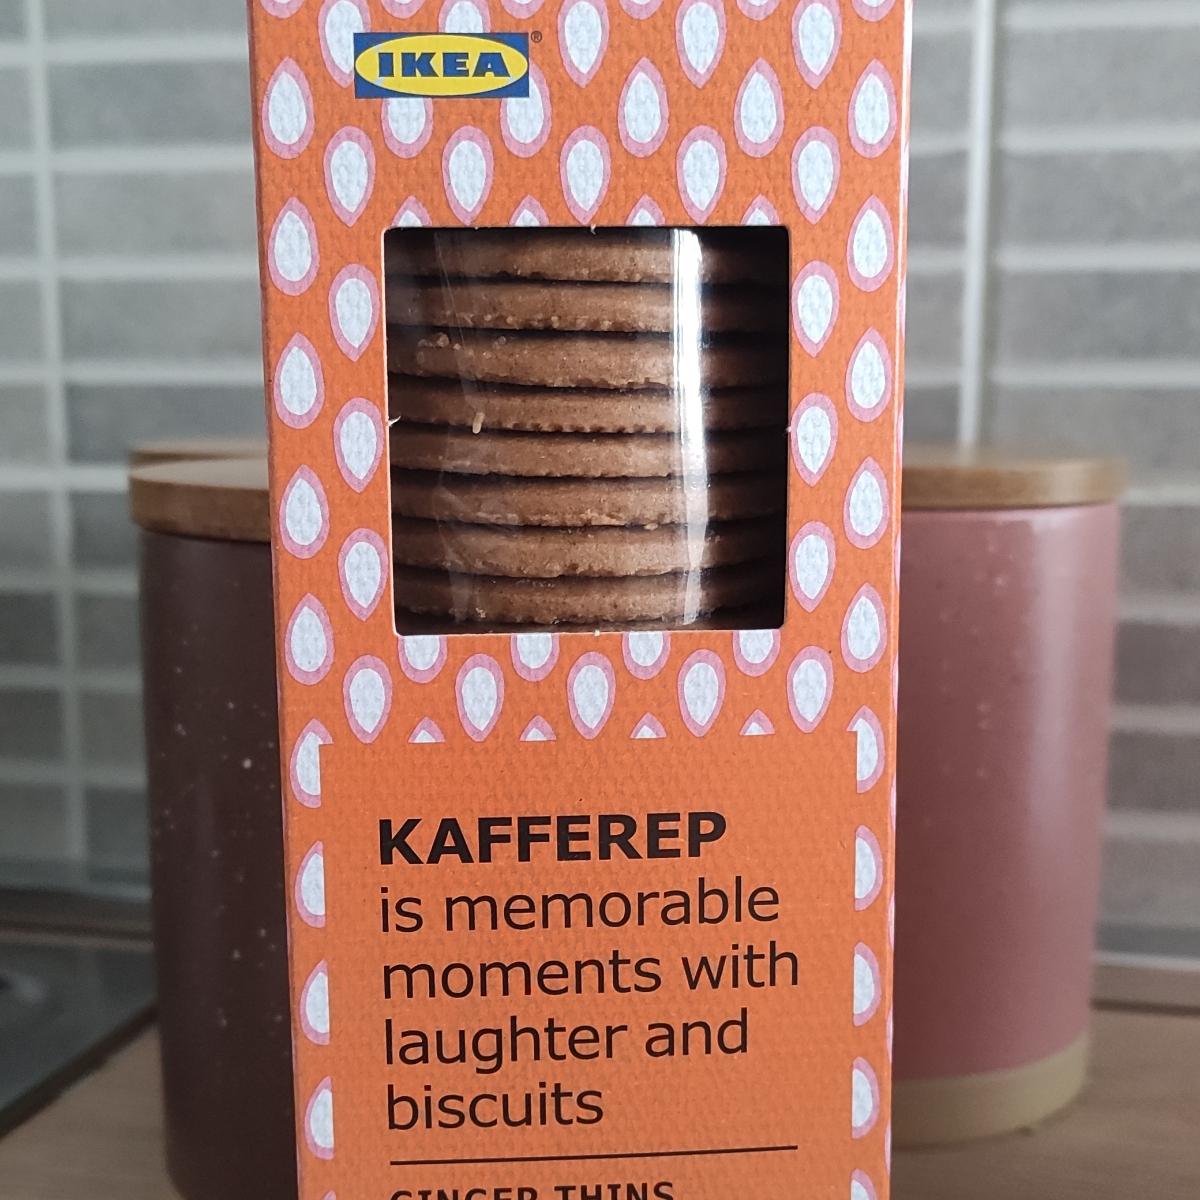 IKEA®
KAFFEREP
is memorable
moments with
laughter and
biscuits
GINGER THINS